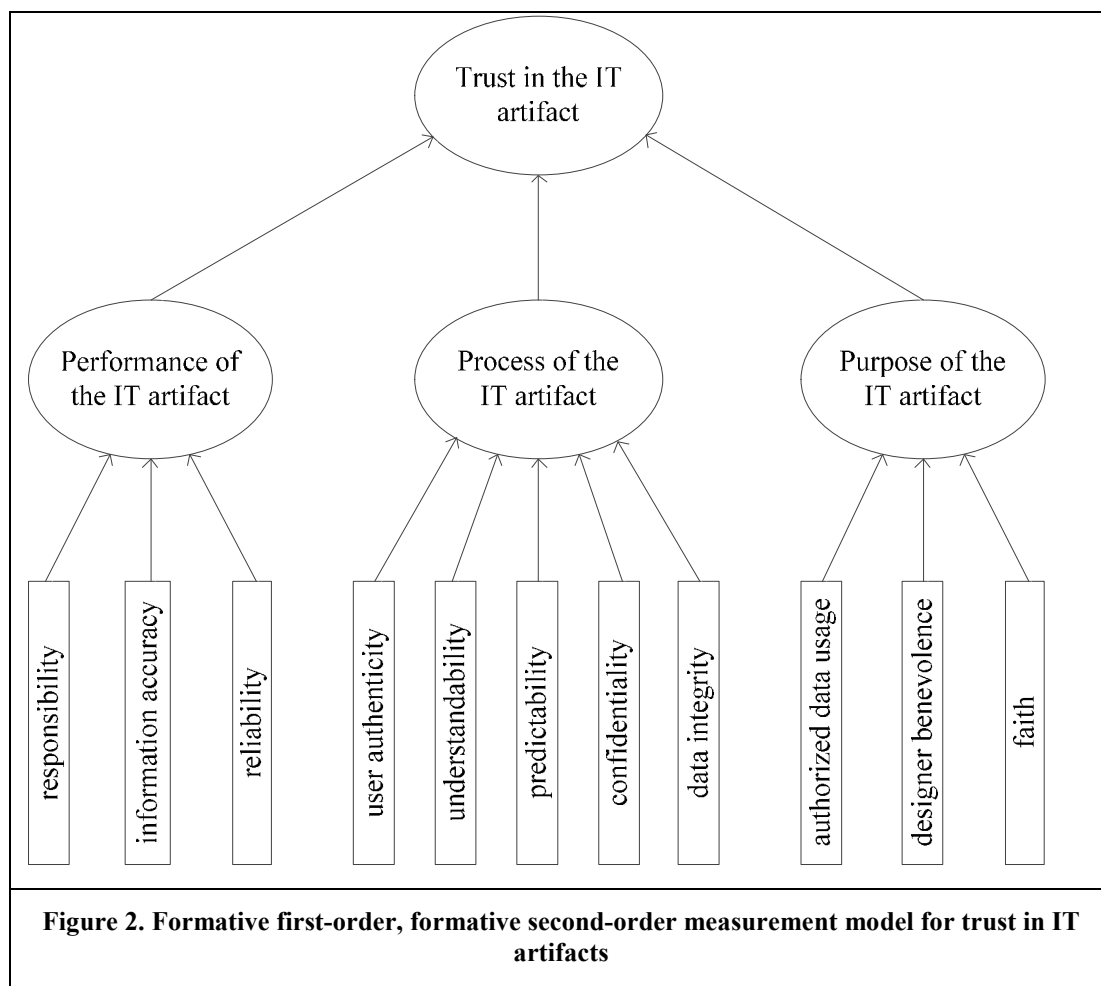 Trust in the IT
artifact
Performance of
the IT artifact
Process of the
IT artifact
Purpose of the
IT artifact
responsibility
information accuracy
reliability
user authenticity
understandability
predictability
confidentiality
data integrity
authorized data usage
designer benevolence
faith
Figure 2. Formative first-order, formative second-order measurement model for trust in IT
artifacts